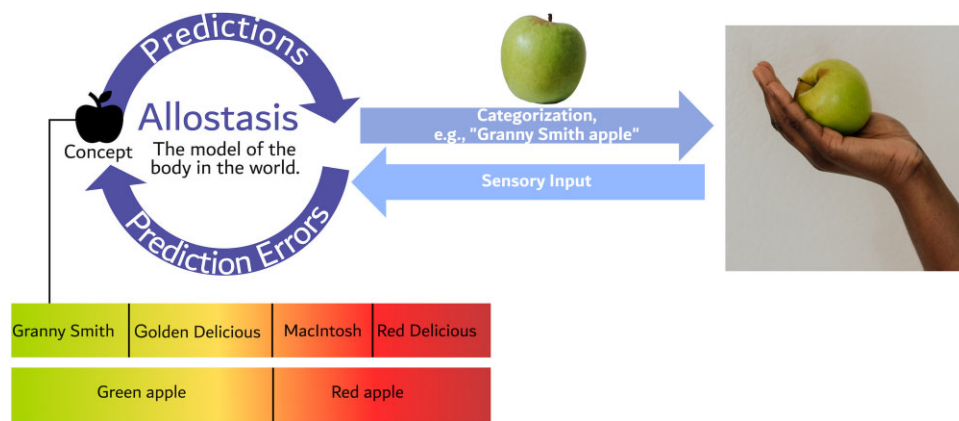 Predictions
Allostasis
Concept
The model of the
body in the world.
Prediction Errors
Categorization,
e.g., "Granny Smith apple"
Sensory Input
Granny Smith
Golden Delicious
MacIntosh
Red Delicious
Green apple
Red apple